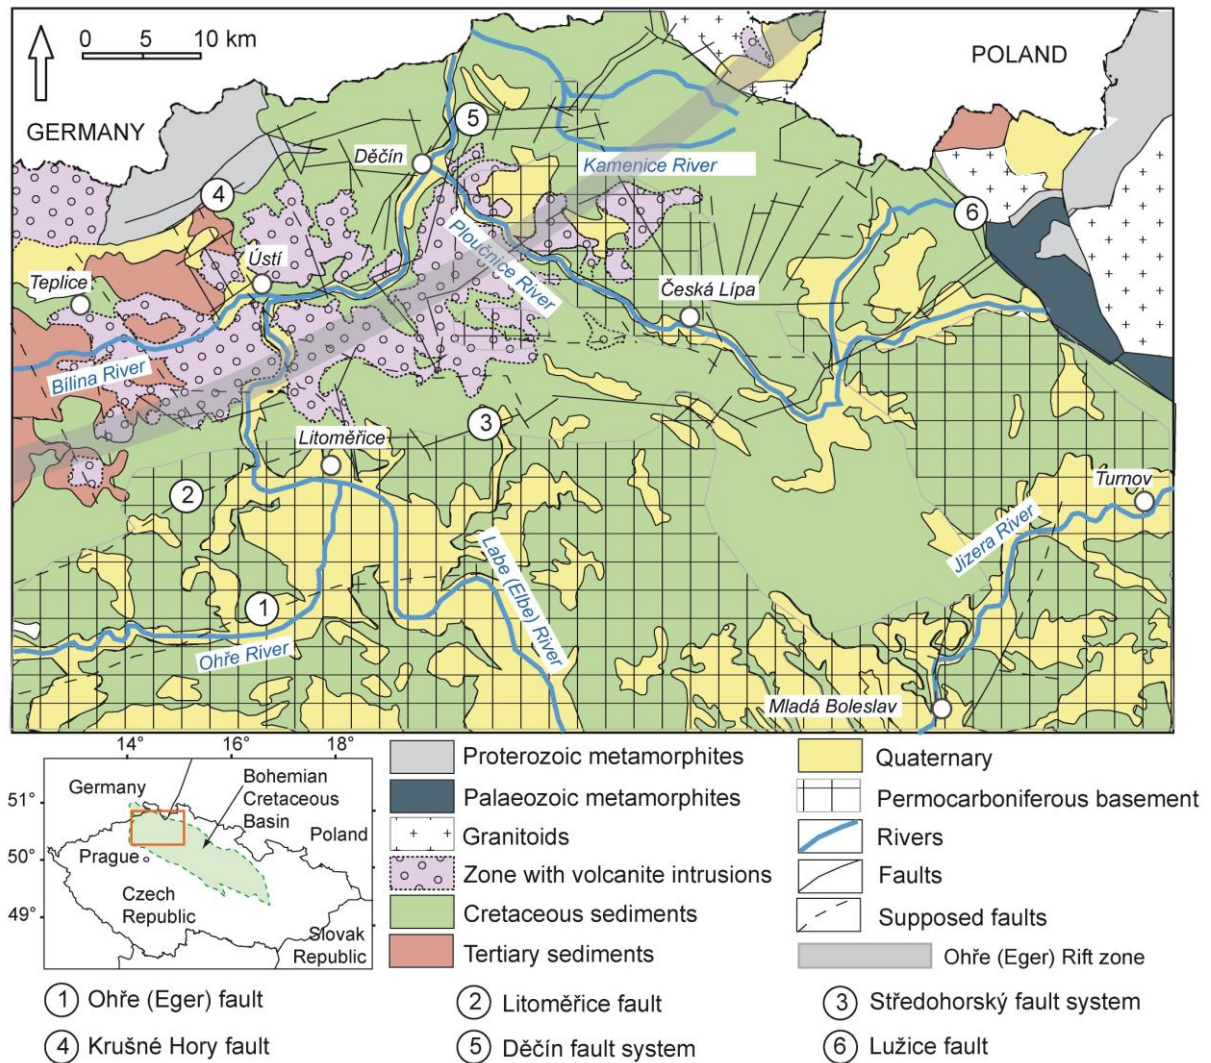 0 5 10 km
POLAND
GERMANY
5
Děčín
Kamenice River
4
6
Ploučnice River
Ústí
Teplice
Česká Lípa
Bílina River
3
Litoměřice
2
Turnov
Jizera River
Labe (Elbe) River
1
Ohře River
Mladá Boleslav
14° 16° 18°
Germany
Bohemian
Cretaceous
Basin
51°
Poland
Prague
50°
Czech
Republic
49°
Slovak
Republic
Proterozoic metamorphites
Palaeozoic metamorphites
Granitoids
Zone with volcanite intrusions
Cretaceous sediments
Tertiary sediments
Quaternary
Permocarboniferous basement
Rivers
Faults
Supposed faults
Ohře (Eger) Rift zone
1 Ohře (Eger) fault
2 Litoměřice fault
3 Středohorský fault system
4 Krušné Hory fault
5 Děčín fault system
6 Lužice fault